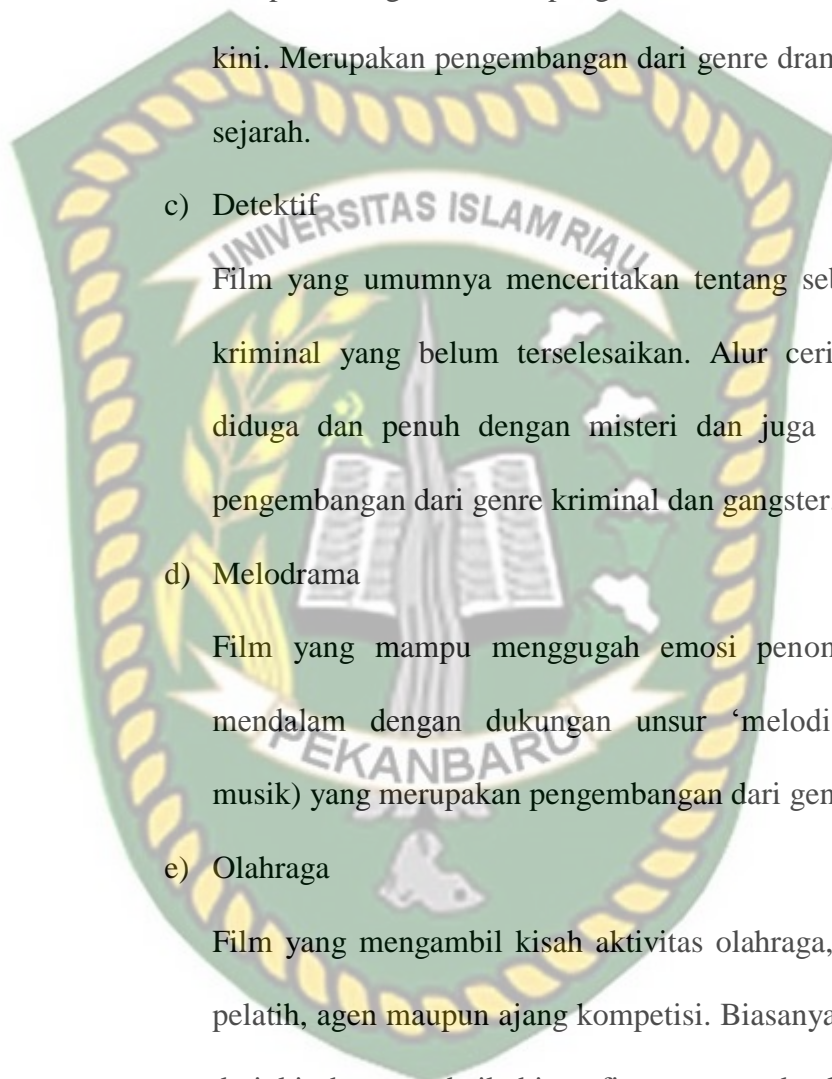 kini. Merupakan pengembangan dari genre dram
sejarah.
c) Detektif
UNIVERSITAS ISLAM RIAU
Film yang umumnya menceritakan tentang seb
kriminal yang belum terselesaikan. Alur ceri
diduga dan penuh dengan misteri dan juga
pengembangan dari genre kriminal dan gangster.
d) Melodrama
Film yang mampu menggugah emosi penon
mendalam dengan dukungan unsur ‘melodi
PEKANBARU
musik) yang merupakan pengembangan dari gen
e) Olahraga
Film yang mengambil kisah aktivitas olahraga,
pelatih, agen maupun ajang kompetisi. Biasanya